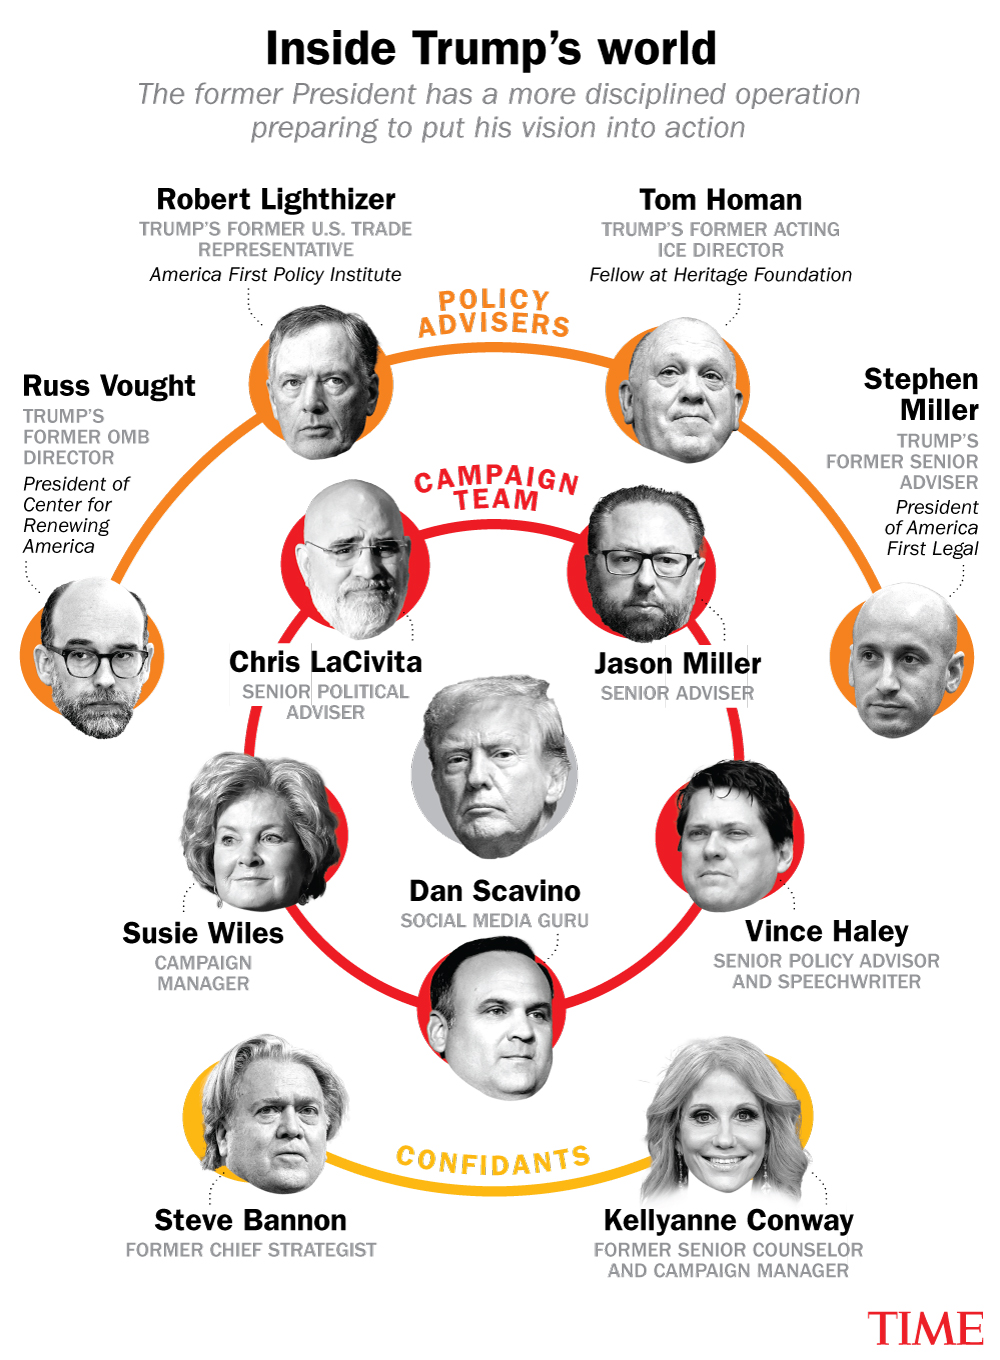 Inside Trump’s world
The former President has a more disciplined operation
preparing to put his vision into action
Robert Lighthizer
TRUMP’S FORMER U.S. TRADE
REPRESENTATIVE
America First Policy Institute
Tom Homan
TRUMP’S FORMER ACTING
ICE DIRECTOR
Fellow at Heritage Foundation
POLICY
ADVISERS
Russ Vought
TRUMP’S
FORMER OMB
DIRECTOR
President of
Center for
Renewing
America
Stephen
Miller
TRUMP’S
FORMER SENIOR
ADVISER
President
of America
First Legal
CAMPAIGN
TEAM
Chris LaCivita
SENIOR POLITICAL
ADVISER
Jason Miller
SENIOR ADVISER
Dan Scavino
SOCIAL MEDIA GURU
Susie Wiles
CAMPAIGN
MANAGER
Vince Haley
SENIOR POLICY ADVISOR
AND SPEECHWRITER
CONFIDANTS
Steve Bannon
FORMER CHIEF STRATEGIST
Kellyanne Conway
FORMER SENIOR COUNSELOR
AND CAMPAIGN MANAGER
TIME